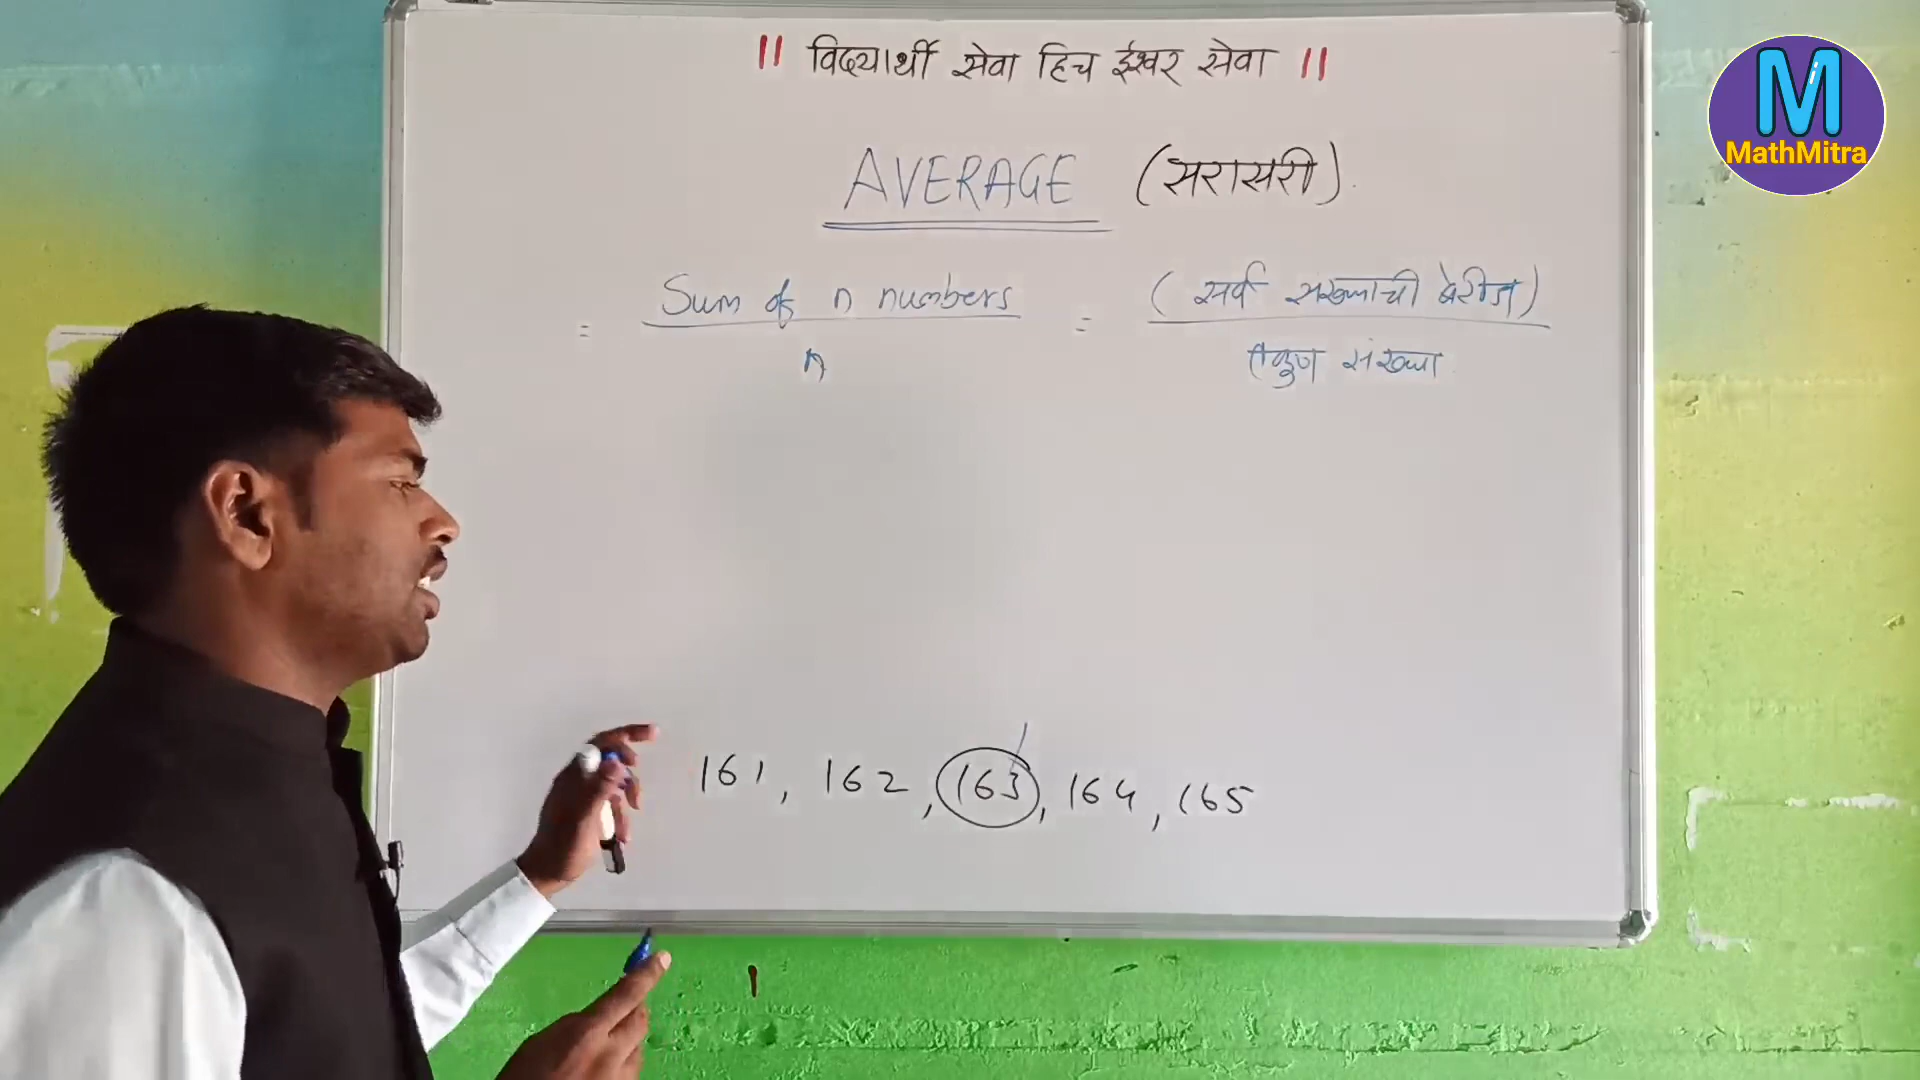 || विद्यार्थी सेवा हिच ईश्वर सेवा ||
M
MathMitra
AVERAGE (सरासरी)
= Sum of n numbers / n = (सर्व संख्याची बेरीज) / एकुण संख्या
161, 162, 163, 164, 165